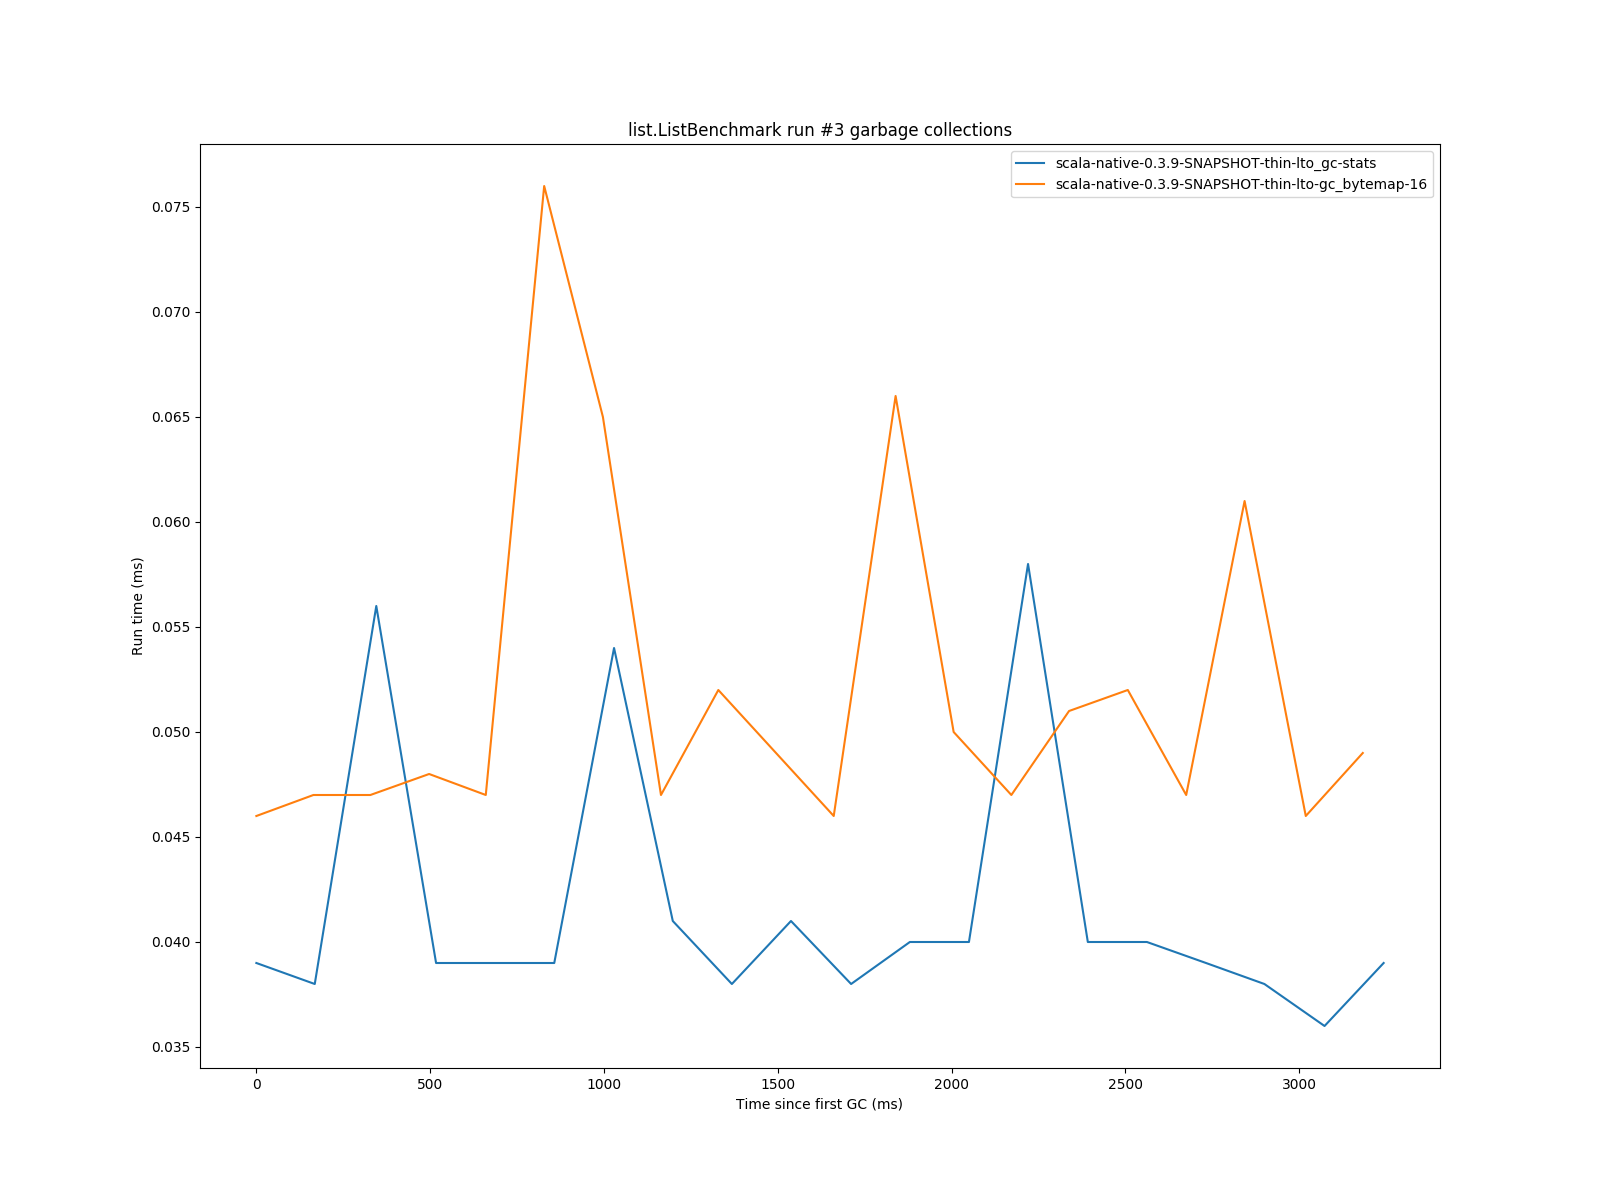 list.ListBenchmark run #3 garbage collections
scala-native-0.3.9-SNAPSHOT-thin-lto_gc-stats
scala-native-0.3.9-SNAPSHOT-thin-lto-gc_bytemap-16
Run time (ms)
0.075
0.070
0.065
0.060
0.055
0.050
0.045
0.040
0.035
0 500 1000 1500 2000 2500 3000
Time since first GC (ms)